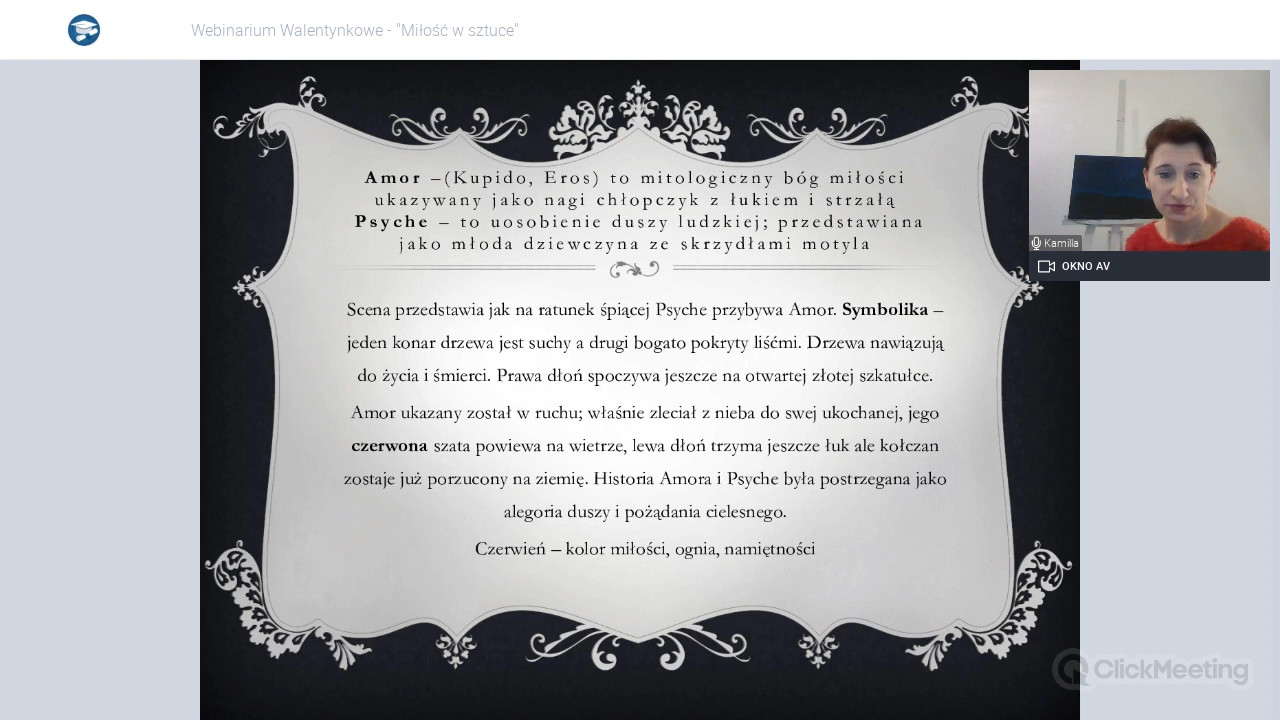 Webinarium Walentynkowe - "Miłość w sztuce"
Amor –(Kupido, Eros) to mitologiczny bóg miłości
ukazywany jako nagi chłopczyk z łukiem i strzałą
Psyche – to uosobienie duszy ludzkiej; przedstawiana
jako młoda dziewczyna ze skrzydłami motyla
Scena przedstawia jak na ratunek śpiącej Psyche przybywa Amor. Symbolika –
jeden konar drzewa jest suchy a drugi bogato pokryty liśćmi. Drzewa nawiązują
do życia i śmierci. Prawa dłoń spoczywa jeszcze na otwartej złotej szkatułce.
Amor ukazany został w ruchu; właśnie zleciał z nieba do swej ukochanej, jego
czerwona szata powiewa na wietrze, lewa dłoń trzyma jeszcze łuk ale kołczan
zostaje już porzucony na ziemię. Historia Amora i Psyche była postrzegana jako
alegoria duszy i pożądania cielesnego.
Czerwień – kolor miłości, ognia, namiętności
Kamilla
OKNO AV
ClickMeeting